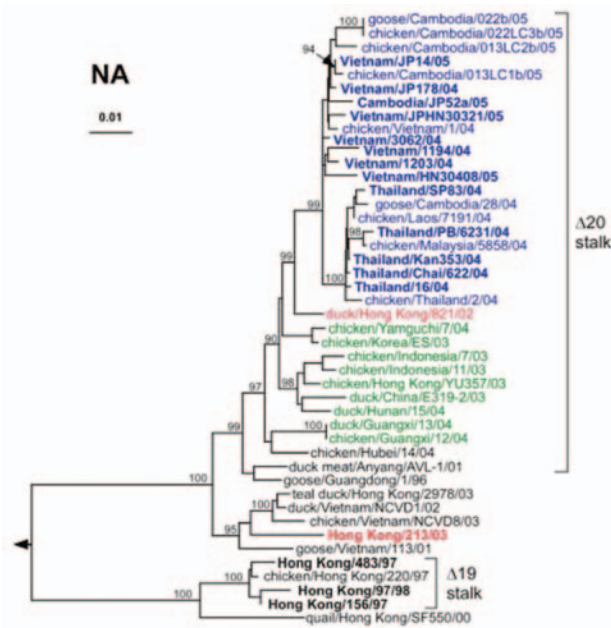 goose/Cambodia/022b/05
chicken/Cambodia/022LC3b/05
chicken/Cambodia/013LC2b/05
Vietnam/JP14/05
chicken/Cambodia/013LC1b/05
Vietnam/JP178/04
Cambodia/JP52a/05
Vietnam/JPHN30321/05
chicken/Vietnam/1/04
Vietnam/3062/04
Vietnam/1194/04
Vietnam/1203/04
Vietnam/HN30408/05
Thailand/SP83/04
goose/Cambodia/28/04
chicken/Laos/7191/04
Thailand/PB/6231/04
chicken/Malaysia/5858/04
Thailand/Kan353/04
Thailand/Chai/622/04
Thailand/16/04
chicken/Thailand/2/04
duck/Hong Kong/821/02
chicken/Yamguchi/7/04
chicken/Korea/ES/03
chicken/Indonesia/7/03
chicken/Indonesia/11/03
chicken/Hong Kong/YU357/03
duck/China/E319-2/03
duck/Hunan/15/04
duck/Guangxi/13/04
chicken/Guangxi/12/04
chicken/Hubei/14/04
duck meat/Anyang/AVL-1/01
goose/Guangdong/1/96
teal duck/Hong Kong/2978/03
duck/Vietnam/NCVD1/02
chicken/Vietnam/NCVD8/03
Hong Kong/213/03
goose/Vietnam/113/01
Hong Kong/483/97
chicken/Hong Kong/220/97
Hong Kong/97/98
Hong Kong/156/97
quail/Hong Kong/SF550/00
NA
0.01
100
94
99
98
100
99
90
98
97
100
99
100
100
95
100
100
100
Δ20
stalk
Δ19
stalk